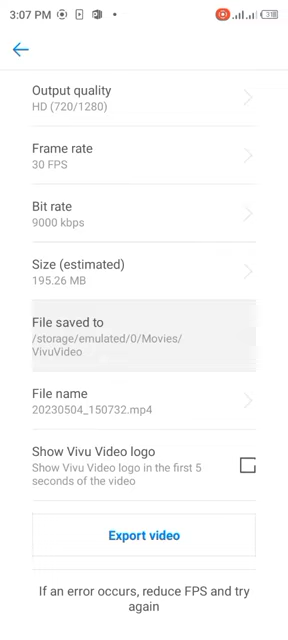 3:07 PM
18
Output quality
HD (720/1280)
Frame rate
30 FPS
Bit rate
9000 kbps
Size (estimated)
195.26 MB
File saved to
/storage/emulated/0/Movies/
VivuVideo
File name
20230504_150732.mp4
Show Vivu Video logo
Show Vivu Video logo in the first 5
seconds of the video
Export video
If an error occurs, reduce FPS and try
again